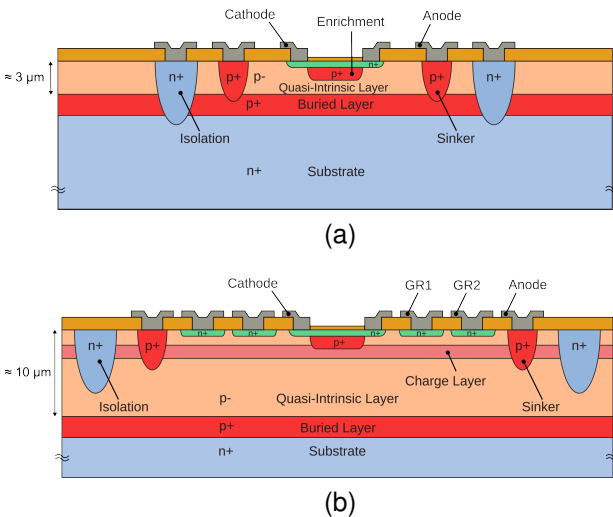 Cathode Enrichment Anode
n+ p+ p- n+ p+ p+ n+
≈ 3 µm
Quasi-Intrinsic Layer
p+ Buried Layer
Isolation Sinker
n+ Substrate
(a)
Cathode GR1 GR2 Anode
n+ p+ n+ n+ n+ p+ n+ n+ p+ n+
≈ 10 µm
Charge Layer
p- Quasi-Intrinsic Layer
Isolation Sinker
p+ Buried Layer
n+ Substrate
(b)